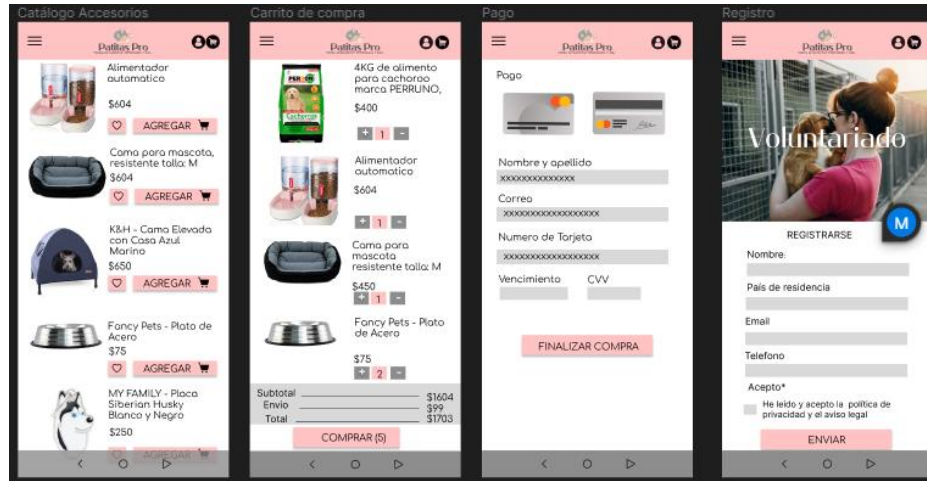 Catálogo Accesorios
Patitas Pro
Alimentador
automatico
$604
AGREGAR
Cama para mascota,
resistente talla: M
$604
AGREGAR
K&H - Cama Elevada
con Casa Azul
Marino
$650
AGREGAR
Fancy Pets - Plato de
Acero
$75
AGREGAR
MY FAMILY - Placa
Siberian Husky
Blanco y Negro
$250
AGREGAR
Carrito de compra
Patitas Pro
4KG de alimento
para cachoroo
marca PERRUNO,
$400
+ 1 -
Alimentador
automatico
$604
+ 1 -
Cama para
mascota
resistente talla: M
$450
+ 1 -
Fancy Pets - Plato
de Acero
$75
+ 2 -
Subtotal $1604
Envio $99
Total $1703
COMPRAR (5)
Pago
Patitas Pro
Pago
Nombre y apellido
xxxxxxxxxxxxxx
Correo
xxxxxxxxxxxxxxxxxx
Numero de Tarjeta
xxxxxxxxxxxxxxxxxx
Vencimiento CVV
FINALIZAR COMPRA
Registro
Patitas Pro
Voluntariado
M
REGISTRARSE
Nombre:
País de residencia
Email
Telefono
Acepto*
He leído y acepto la política de
privacidad y el aviso legal
ENVIAR